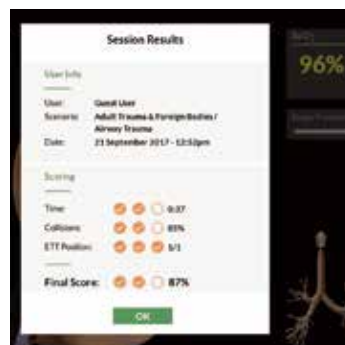 Session Results
User Info
User: Guest User
Scenario: Adult Trauma & Foreign Bodies /
Airway Trauma
Date: 21 September 2017 - 12:52pm
Scoring
Time: 0:37
Collisions: 85%
ETT Position: 1/1
Final Score: 87%
OK
96%